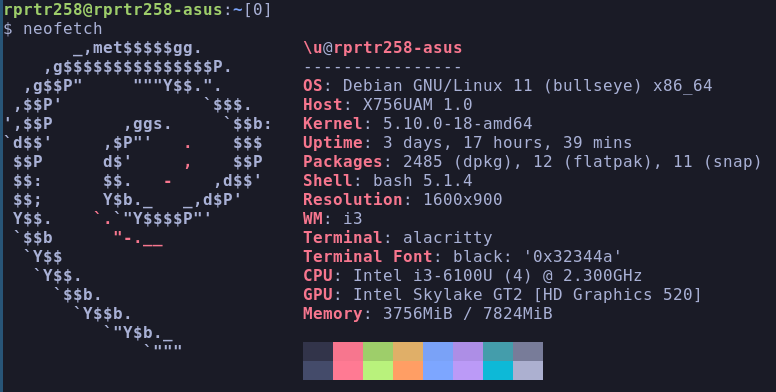 rprtr258@rprtr258-asus:~[0]
$ neofetch
       _,met$$$$$gg.          \u@rprtr258-asus
    ,g$$$$$$$$$$$$$$$P.       ----------------
  ,g$$P"     """Y$$.".        OS: Debian GNU/Linux 11 (bullseye) x86_64
 ,$$P'              `$$$.     Host: X756UAM 1.0
',$$P       ,ggs.     `$$b:   Kernel: 5.10.0-18-amd64
`d$$'     ,$P"'   .    $$$    Uptime: 3 days, 17 hours, 39 mins
 $$P      d$'     ,    $$P    Packages: 2485 (dpkg), 12 (flatpak), 11 (snap)
 $$:      $$.   -    ,d$$'    Shell: bash 5.1.4
 $$;      Y$b._   _,d$P'      Resolution: 1600x900
 Y$$.    `.`"Y$$$$P"'         WM: i3
 `$$b      "-.__              Terminal: alacritty
  `Y$$                        Terminal Font: black: '0x32344a'
   `Y$$.                      CPU: Intel i3-6100U (4) @ 2.300GHz
     `$$b.                    GPU: Intel Skylake GT2 [HD Graphics 520]
       `Y$$b.                 Memory: 3756MiB / 7824MiB
          `"Y$b._
              `"""